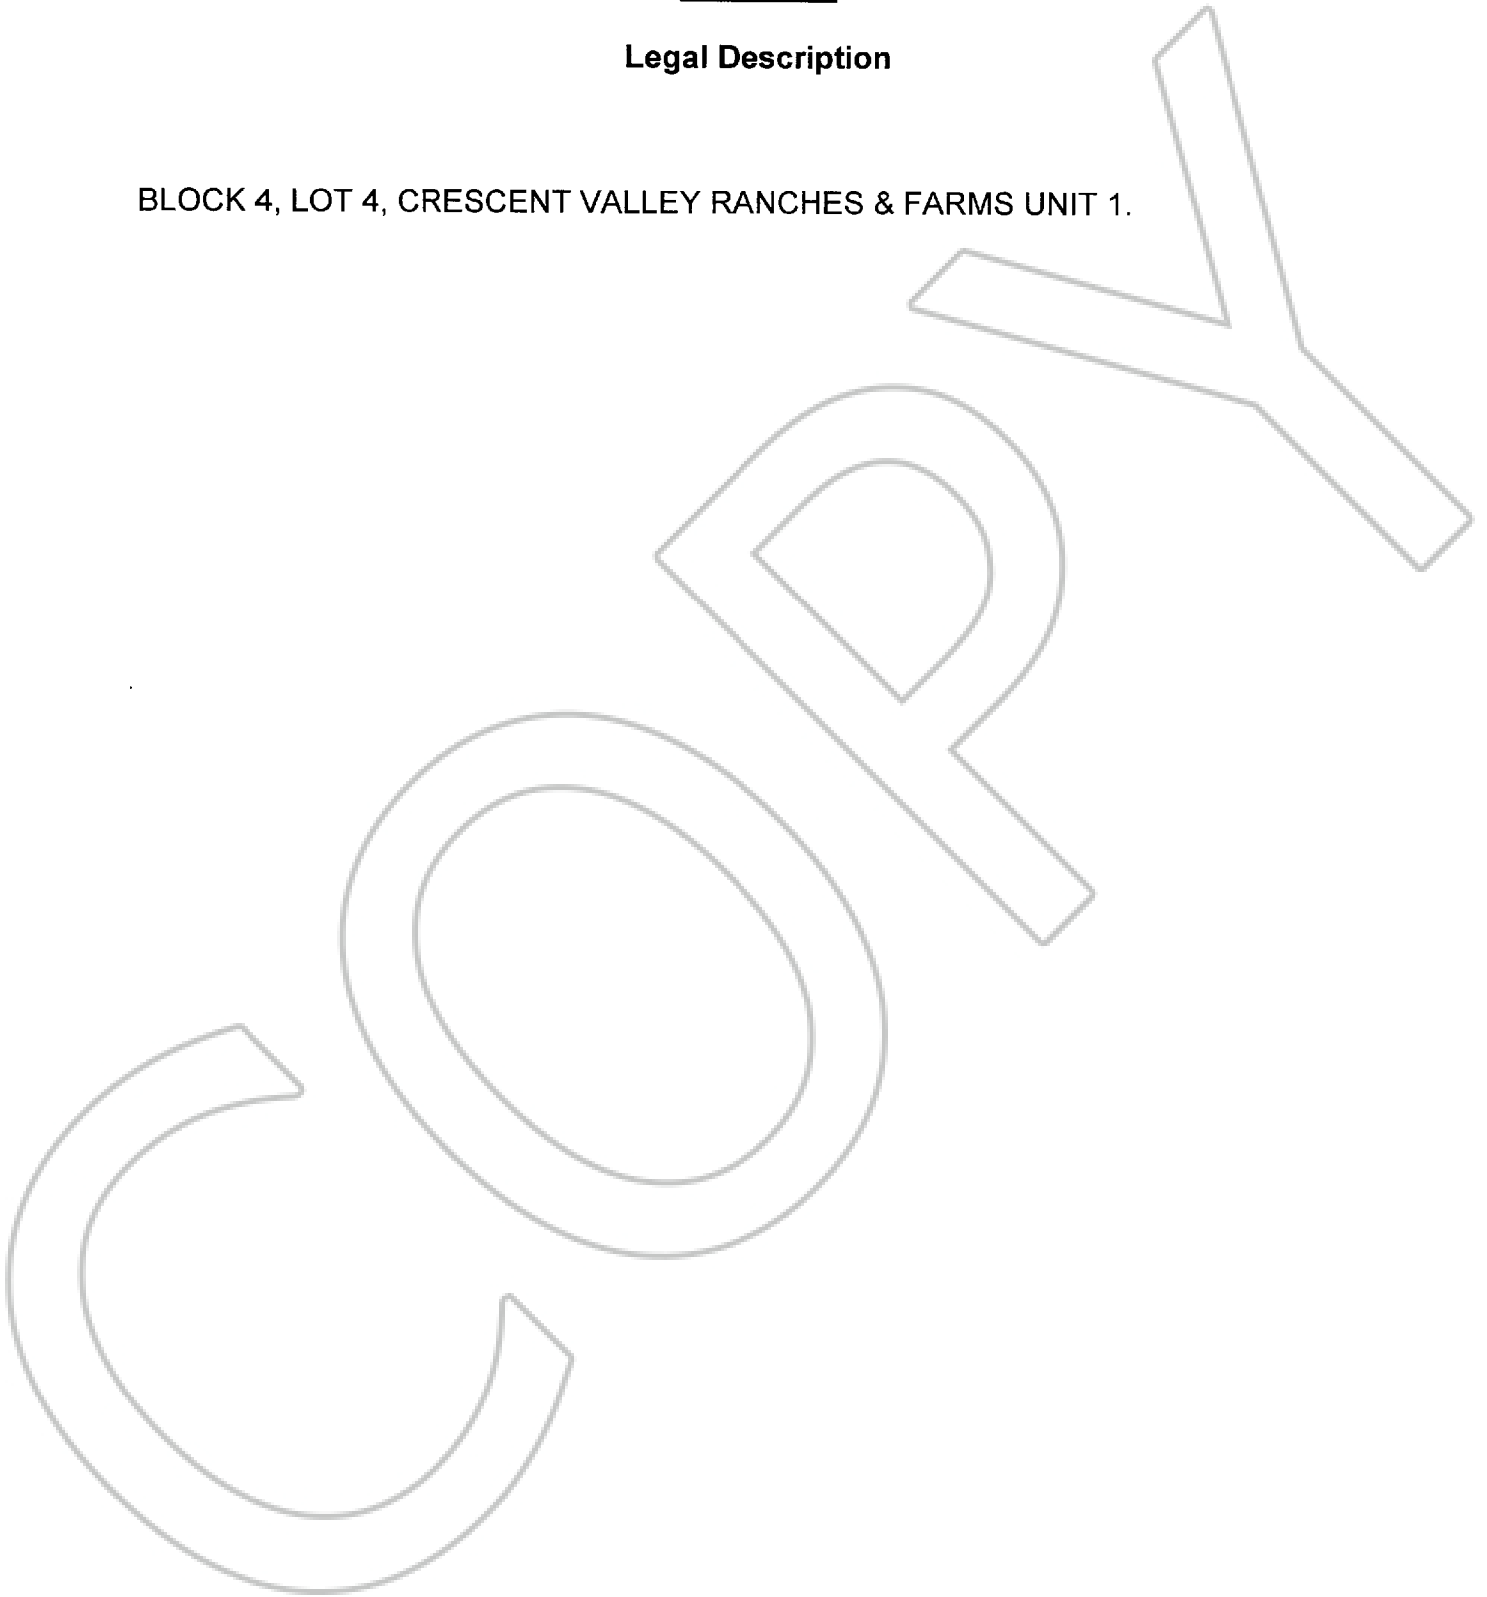 Legal Description
BLOCK 4, LOT 4, CRESCENT VALLEY RANCHES & FARMS UNIT 1.
COPY